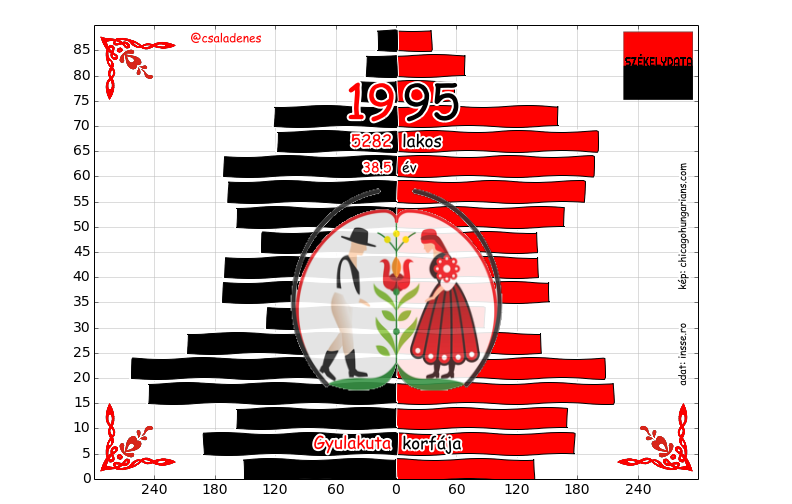 @csaladenes
SZÉKELYDATA
1995
5282 lakos
38.5 év
kép: chicagohungarians.com
adat: insse.ro
Gyulakuta korfája
85
80
75
70
65
60
55
50
45
40
35
30
25
20
15
10
5
0
240 180 120 60 0 60 120 180 240